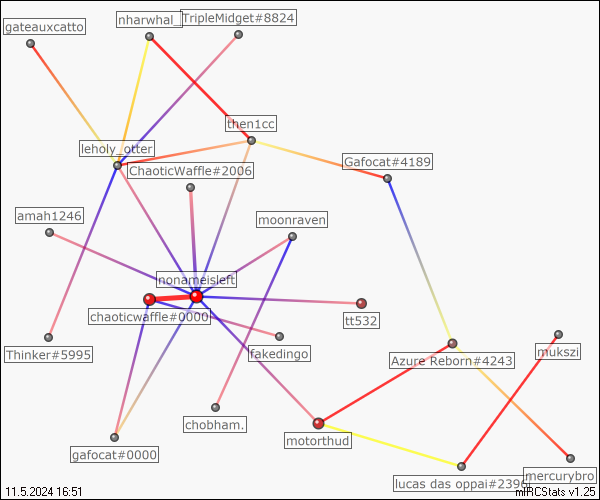 gateauxcatto
nharwhal_
TripleMidget#8824
then1cc
leholy_otter
Gafocat#4189
ChaoticWaffle#2006
amah1246
moonraven
nonameisleft
chaoticwaffle#0000
tt532
Thinker#5995
fakedingo
Azure Reborn#4243
mukszi
chobham.
motorthud
gafocat#0000
lucas das oppai#2390
mercurybro
11.5.2024 16:51
mIRCStats v1.25